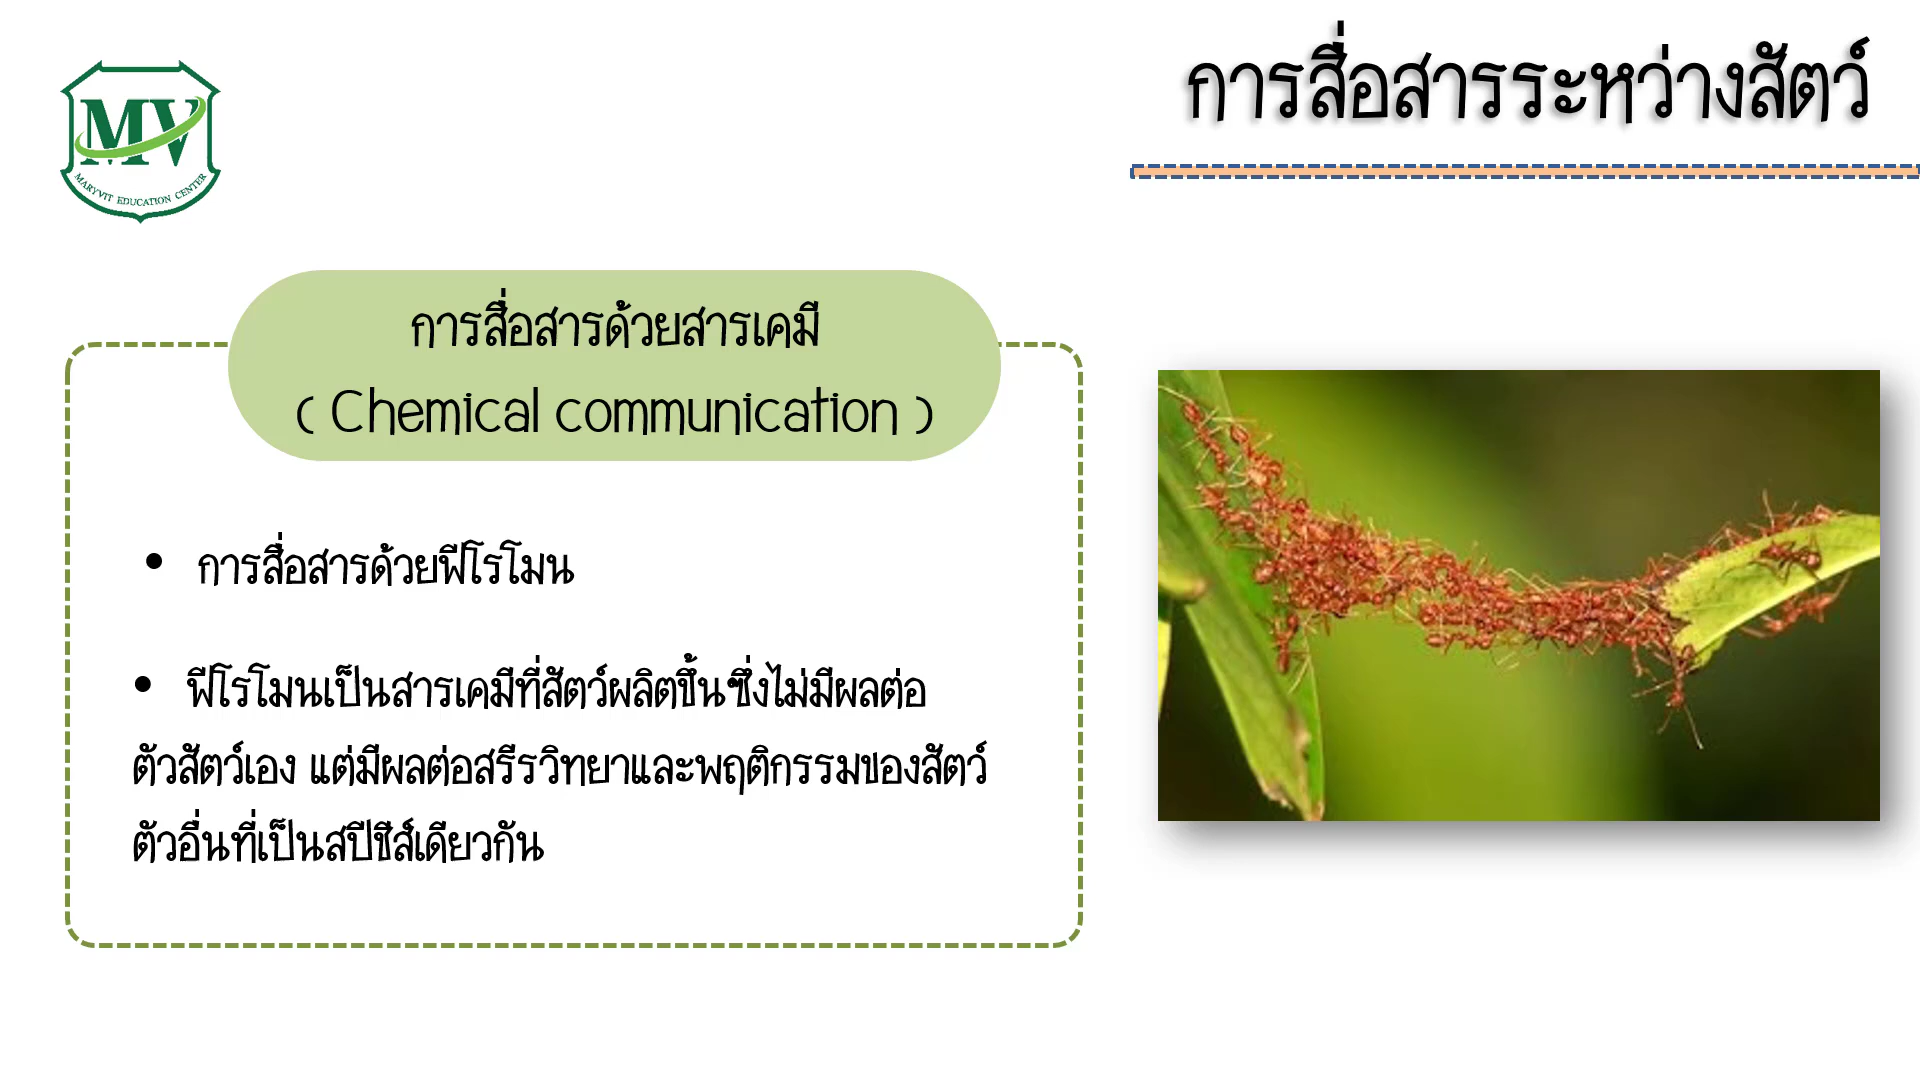 การสื่อสารระหว่างสัตว์
MV
MARYVIT EDUCATION CENTER
การสื่อสารด้วยสารเคมี
( Chemical communication )
• การสื่อสารด้วยฟีโรโมน
• ฟีโรโมนเป็นสารเคมีที่สัตว์ผลิตขึ้นซึ่งไม่มีผลต่อ
ตัวสัตว์เอง แต่มีผลต่อสรีรวิทยาและพฤติกรรมของสัตว์
ตัวอื่นที่เป็นสปีชีส์เดียวกัน